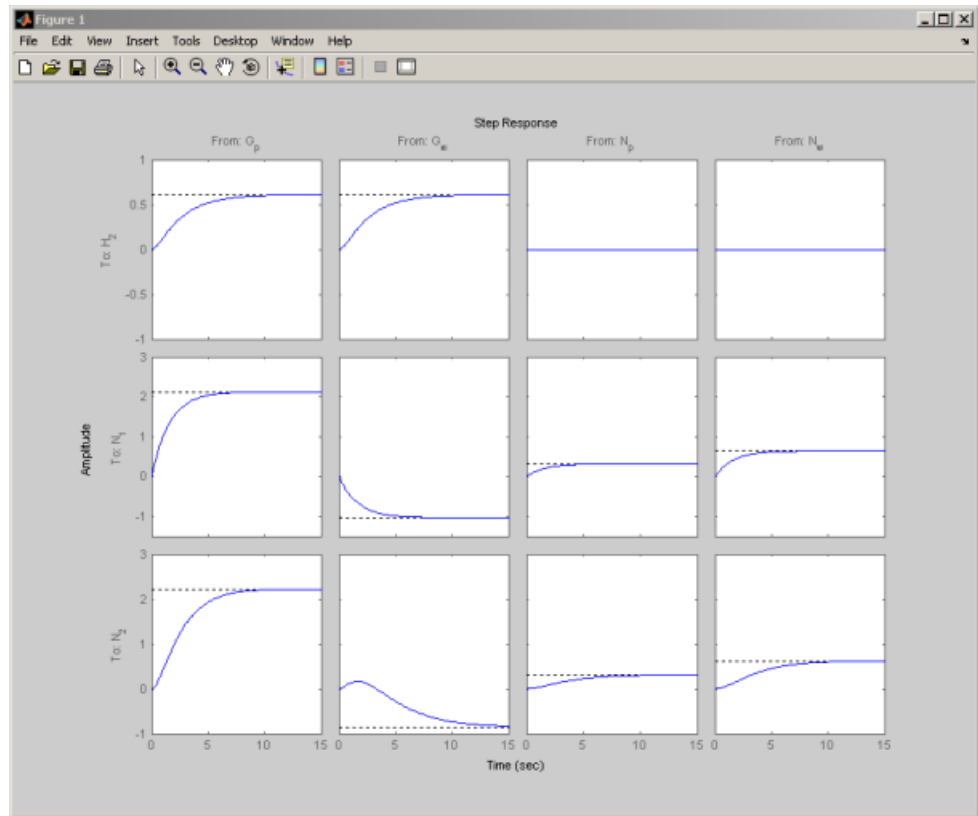 Figure 1
File Edit View Insert Tools Desktop Window Help
Step Response
From: G_p From: G_e From: N_p From: N_e
To: H_2
1
0.5
0
-0.5
-1
Amplitude
To: N_1
3
2
1
0
-1
To: N_2
3
2
1
0
-1
0 5 10 15 0 5 10 15 0 5 10 15 0 5 10 15
Time (sec)